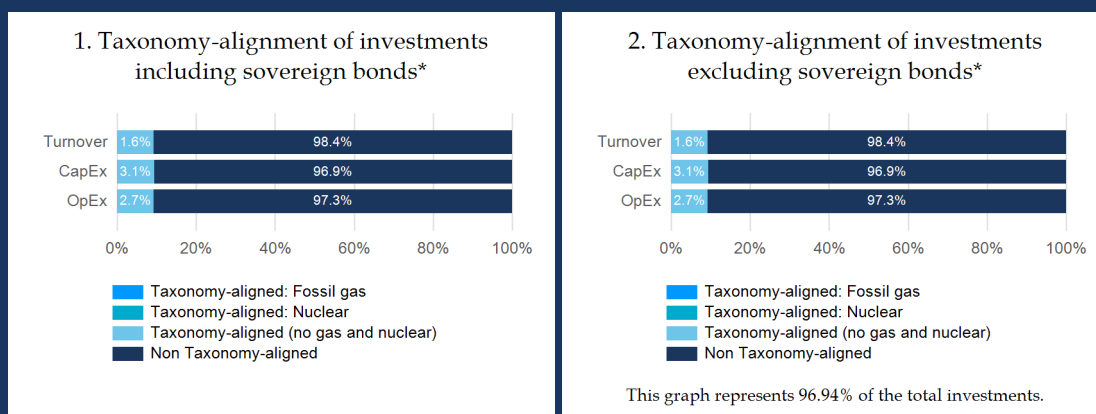 1. Taxonomy-alignment of investments
including sovereign bonds*
Turnover 1.6% 98.4%
CapEx 3.1% 96.9%
OpEx 2.7% 97.3%
0% 20% 40% 60% 80% 100%
Taxonomy-aligned: Fossil gas
Taxonomy-aligned: Nuclear
Taxonomy-aligned (no gas and nuclear)
Non Taxonomy-aligned
2. Taxonomy-alignment of investments
excluding sovereign bonds*
Turnover 1.6% 98.4%
CapEx 3.1% 96.9%
OpEx 2.7% 97.3%
0% 20% 40% 60% 80% 100%
Taxonomy-aligned: Fossil gas
Taxonomy-aligned: Nuclear
Taxonomy-aligned (no gas and nuclear)
Non Taxonomy-aligned
This graph represents 96.94% of the total investments.